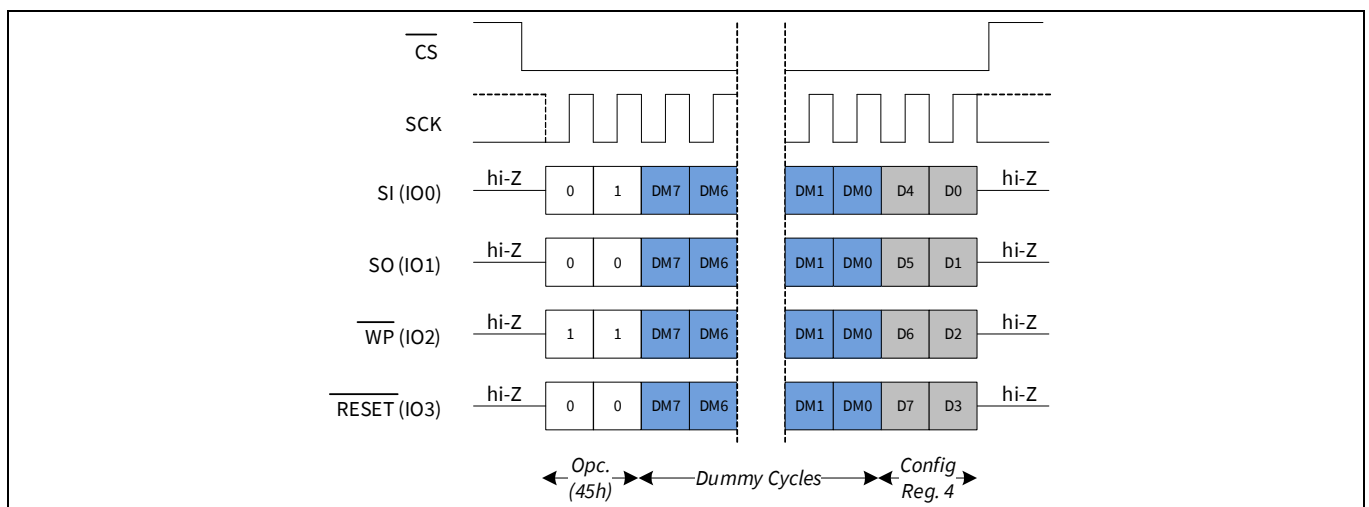 CS
SCK
SI (IO0) hi-Z 0 1 DM7 DM6 DM1 DM0 D4 D0 hi-Z
SO (IO1) hi-Z 0 0 DM7 DM6 DM1 DM0 D5 D1 hi-Z
WP (IO2) hi-Z 1 1 DM7 DM6 DM1 DM0 D6 D2 hi-Z
RESET (IO3) hi-Z 0 0 DM7 DM6 DM1 DM0 D7 D3 hi-Z
Opc. Config
(45h) Dummy Cycles Reg. 4